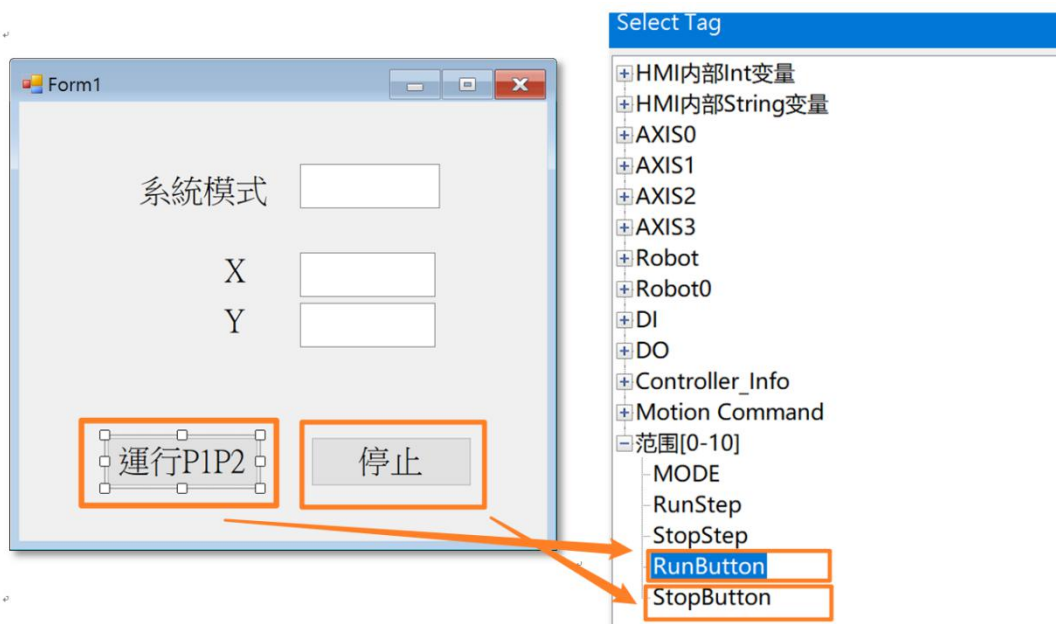 Form1
系統模式
X
Y
運行P1P2
停止
Select Tag
HMI内部Int变量
HMI内部String变量
AXIS0
AXIS1
AXIS2
AXIS3
Robot
Robot0
DI
DO
Controller_Info
Motion Command
范围[0-10]
MODE
RunStep
StopStep
RunButton
StopButton